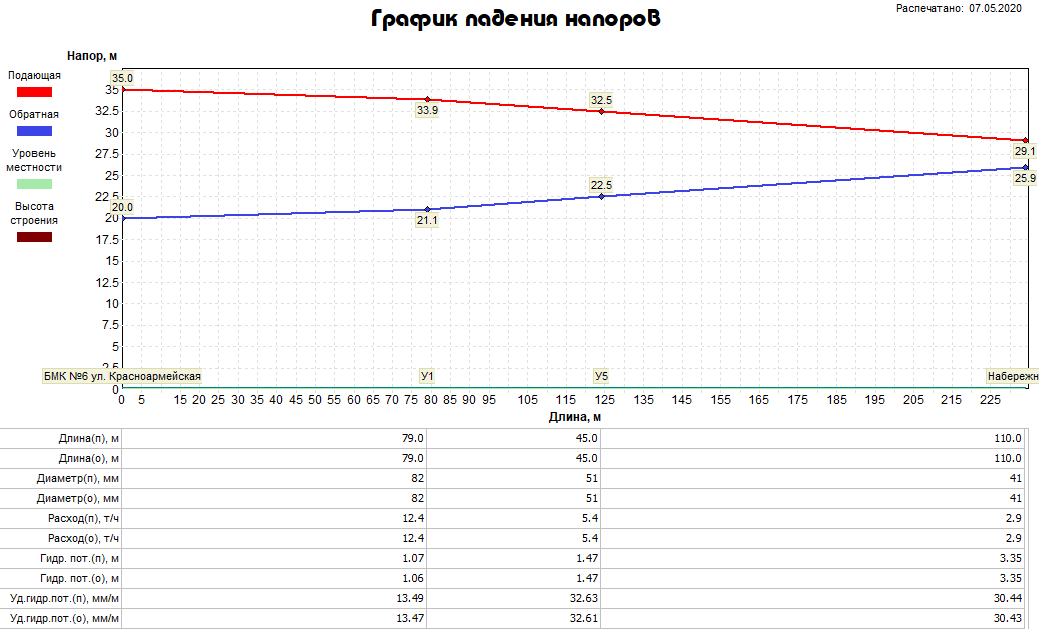 Распечатано: 07.05.2020
График падения напоров
Напор, м
Подающая
Обратная
Уровень
местности
Высота
строения
35.0
35
33.9
32.5
32.5
30
29.1
27.5
25.9
25
22.5
22.5
20.0
20
21.1
17.5
15
12.5
10
7.5
5
2.5
0
БМК №6 ул. Красноармейская
У1
У5
Набережн
0 5 15 20 25 30 35 40 45 50 55 60 65 70 75 80 85 90 95 105 115 125 135 145 155 165 175 185 195 205 215 225
Длина, м
Длина(п), м 79.0 45.0 110.0
Длина(о), м 79.0 45.0 110.0
Диаметр(п), мм 82 51 41
Диаметр(о), мм 82 51 41
Расход(п), т/ч 12.4 5.4 2.9
Расход(о), т/ч 12.4 5.4 2.9
Гидр. пот.(п), м 1.07 1.47 3.35
Гидр. пот.(о), м 1.06 1.47 3.35
Уд.гидр.пот.(п), мм/м 13.49 32.63 30.44
Уд.гидр.пот.(о), мм/м 13.47 32.61 30.43